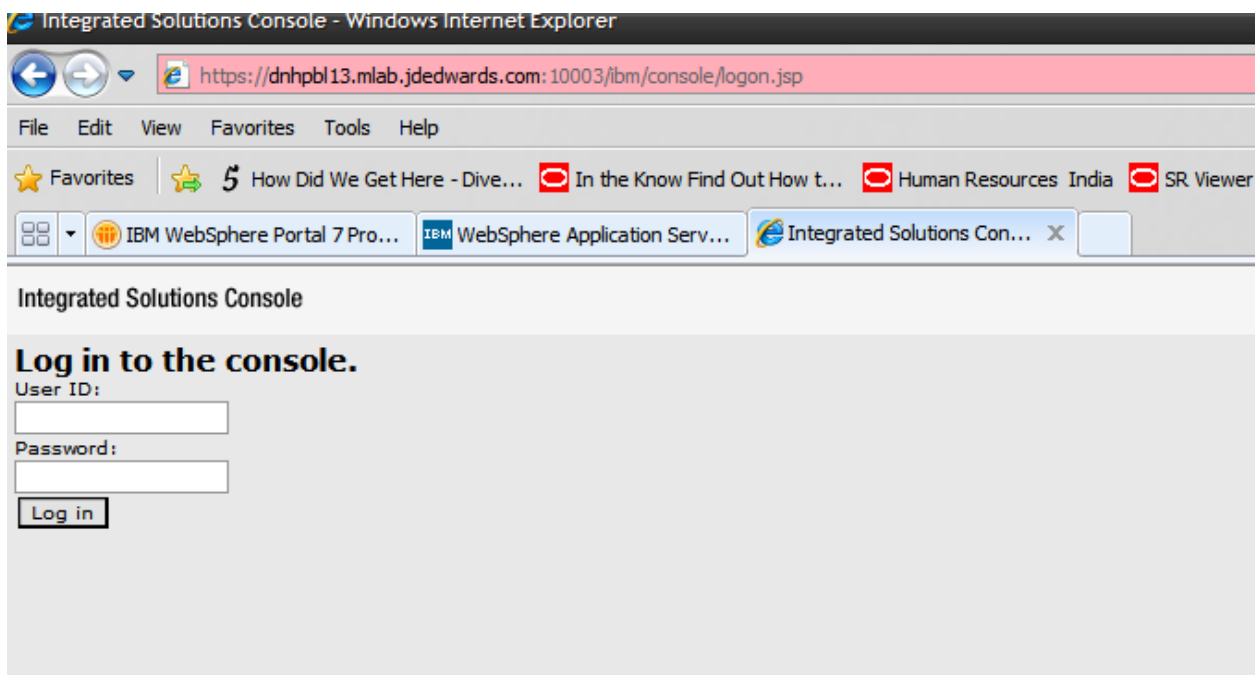 Integrated Solutions Console - Windows Internet Explorer
https://dnhpbl13.mlab.jdedwards.com:10003/ibm/console/logon.jsp
File Edit View Favorites Tools Help
Favorites 5 How Did We Get Here - Dive... In the Know Find Out How t... Human Resources India SR Viewer
IBM WebSphere Portal 7 Pro... IBM WebSphere Application Serv... Integrated Solutions Con... X
Integrated Solutions Console
Log in to the console.
User ID:
Password:
Log in